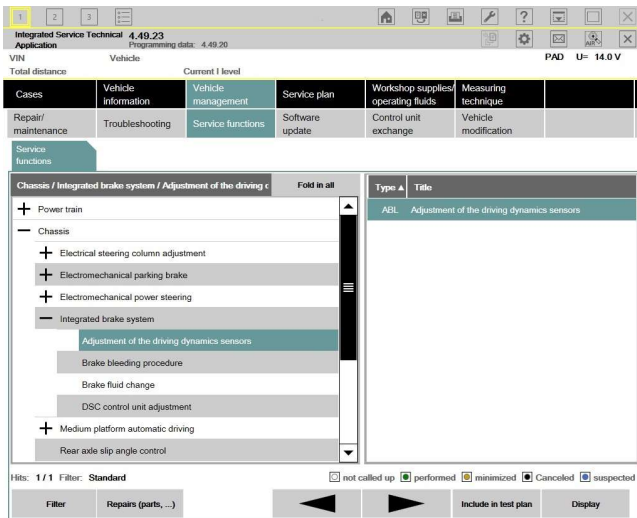 1 2 3
?
Integrated Service Technical 4.49.23
Application Programming data: 4.49.20
AIR
VIN Vehicle PAD U= 14.0 V
Total distance Current I level
Cases Vehicle information Vehicle management Service plan Workshop supplies/ operating fluids Measuring technique
Repair/ maintenance Troubleshooting Service functions Software update Control unit exchange Vehicle modification
Service
functions
Chassis / Integrated brake system / Adjustment of the driving c Fold in all Type Title
Power train
ABL Adjustment of the driving dynamics sensors
Chassis
Electrical steering column adjustment
Electromechanical parking brake
Electromechanical power steering
Integrated brake system
Adjustment of the driving dynamics sensors
Brake bleeding procedure
Brake fluid change
DSC control unit adjustment
Medium platform automatic driving
Rear axle slip angle control
Hits: 1 / 1 Filter: Standard not called up performed minimized Canceled suspected
Filter Repairs (parts, ...) Include in test plan Display